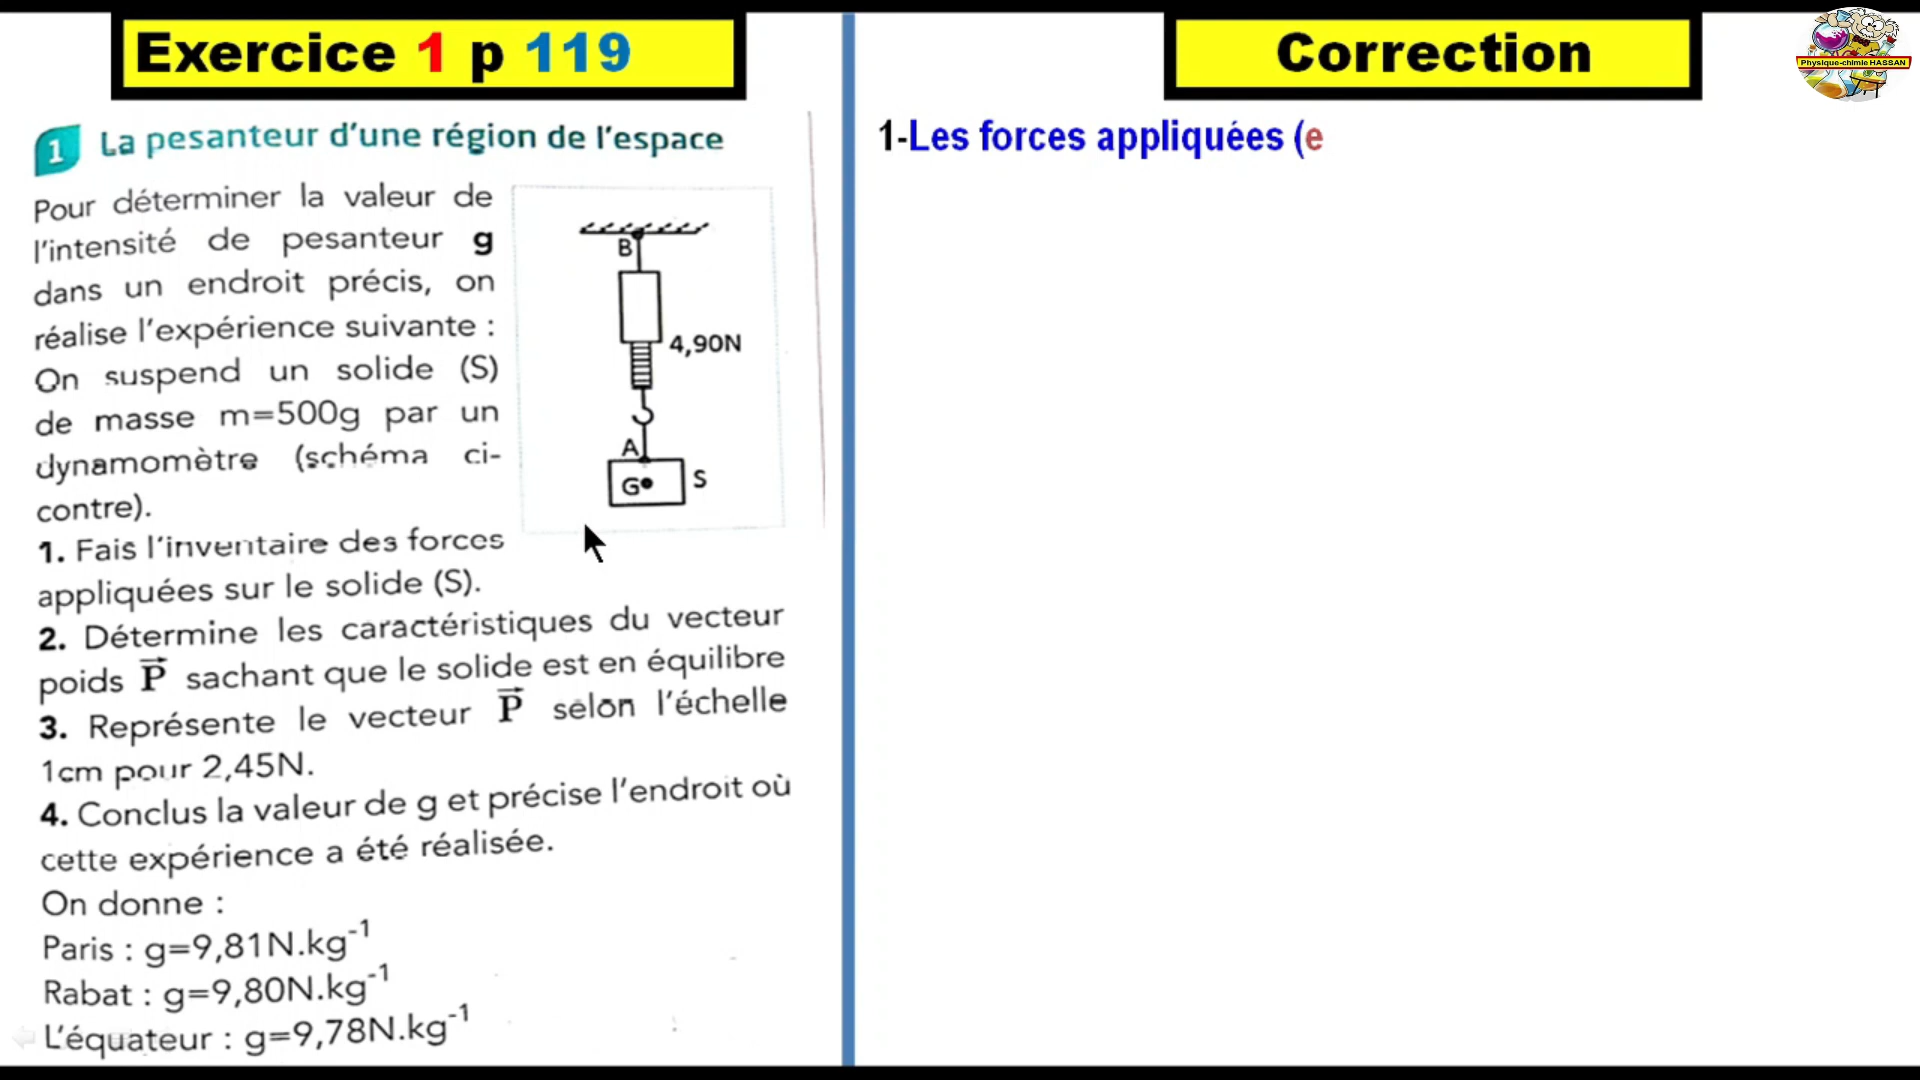 Exercice 1 p 119
Correction
Physique-chimie HASSAN
1 La pesanteur d'une région de l'espace
Pour déterminer la valeur de
l'intensité de pesanteur g
dans un endroit précis, on
réalise l'expérience suivante :
On suspend un solide (S)
de masse m=500g par un
dynamomètre (schéma ci-
contre).
B
4,90N
A
G
S
1. Fais l'inventaire des forces
appliquées sur le solide (S).
2. Détermine les caractéristiques du vecteur
poids P⃗ sachant que le solide est en équilibre
3. Représente le vecteur P⃗ selon l'échelle
1cm pour 2,45N.
4. Conclus la valeur de g et précise l'endroit où
cette expérience a été réalisée.
On donne :
Paris : g=9,81N.kg⁻¹
Rabat : g=9,80N.kg⁻¹
L'équateur : g=9,78N.kg⁻¹
1-Les forces appliquées (e